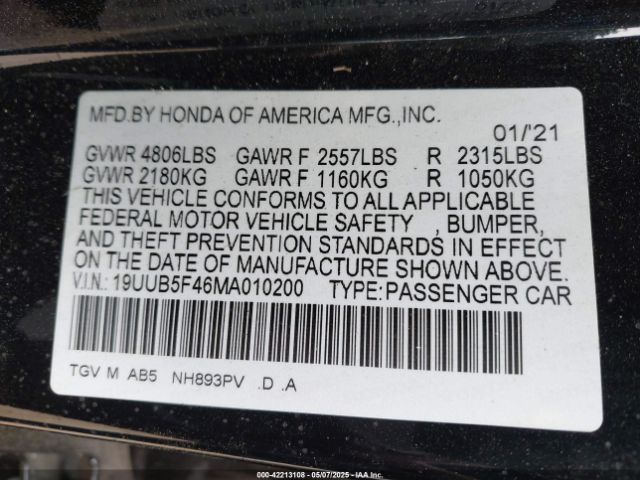 MFD.BY HONDA OF AMERICA MFG.,INC.
01/'21
GVWR 4806LBS GAWR F 2557LBS R 2315LBS
GVWR 2180KG GAWR F 1160KG R 1050KG
THIS VEHICLE CONFORMS TO ALL APPLICABLE
FEDERAL MOTOR VEHICLE SAFETY , BUMPER,
AND THEFT PREVENTION STANDARDS IN EFFECT
ON THE DATE OF MANUFACTURE SHOWN ABOVE.
V.I.N.: 19UUB5F46MA010200 TYPE:PASSENGER CAR
TGV M AB5 NH893PV .D .A
000-42213108 - 05/07/2025 - IAAI.COM